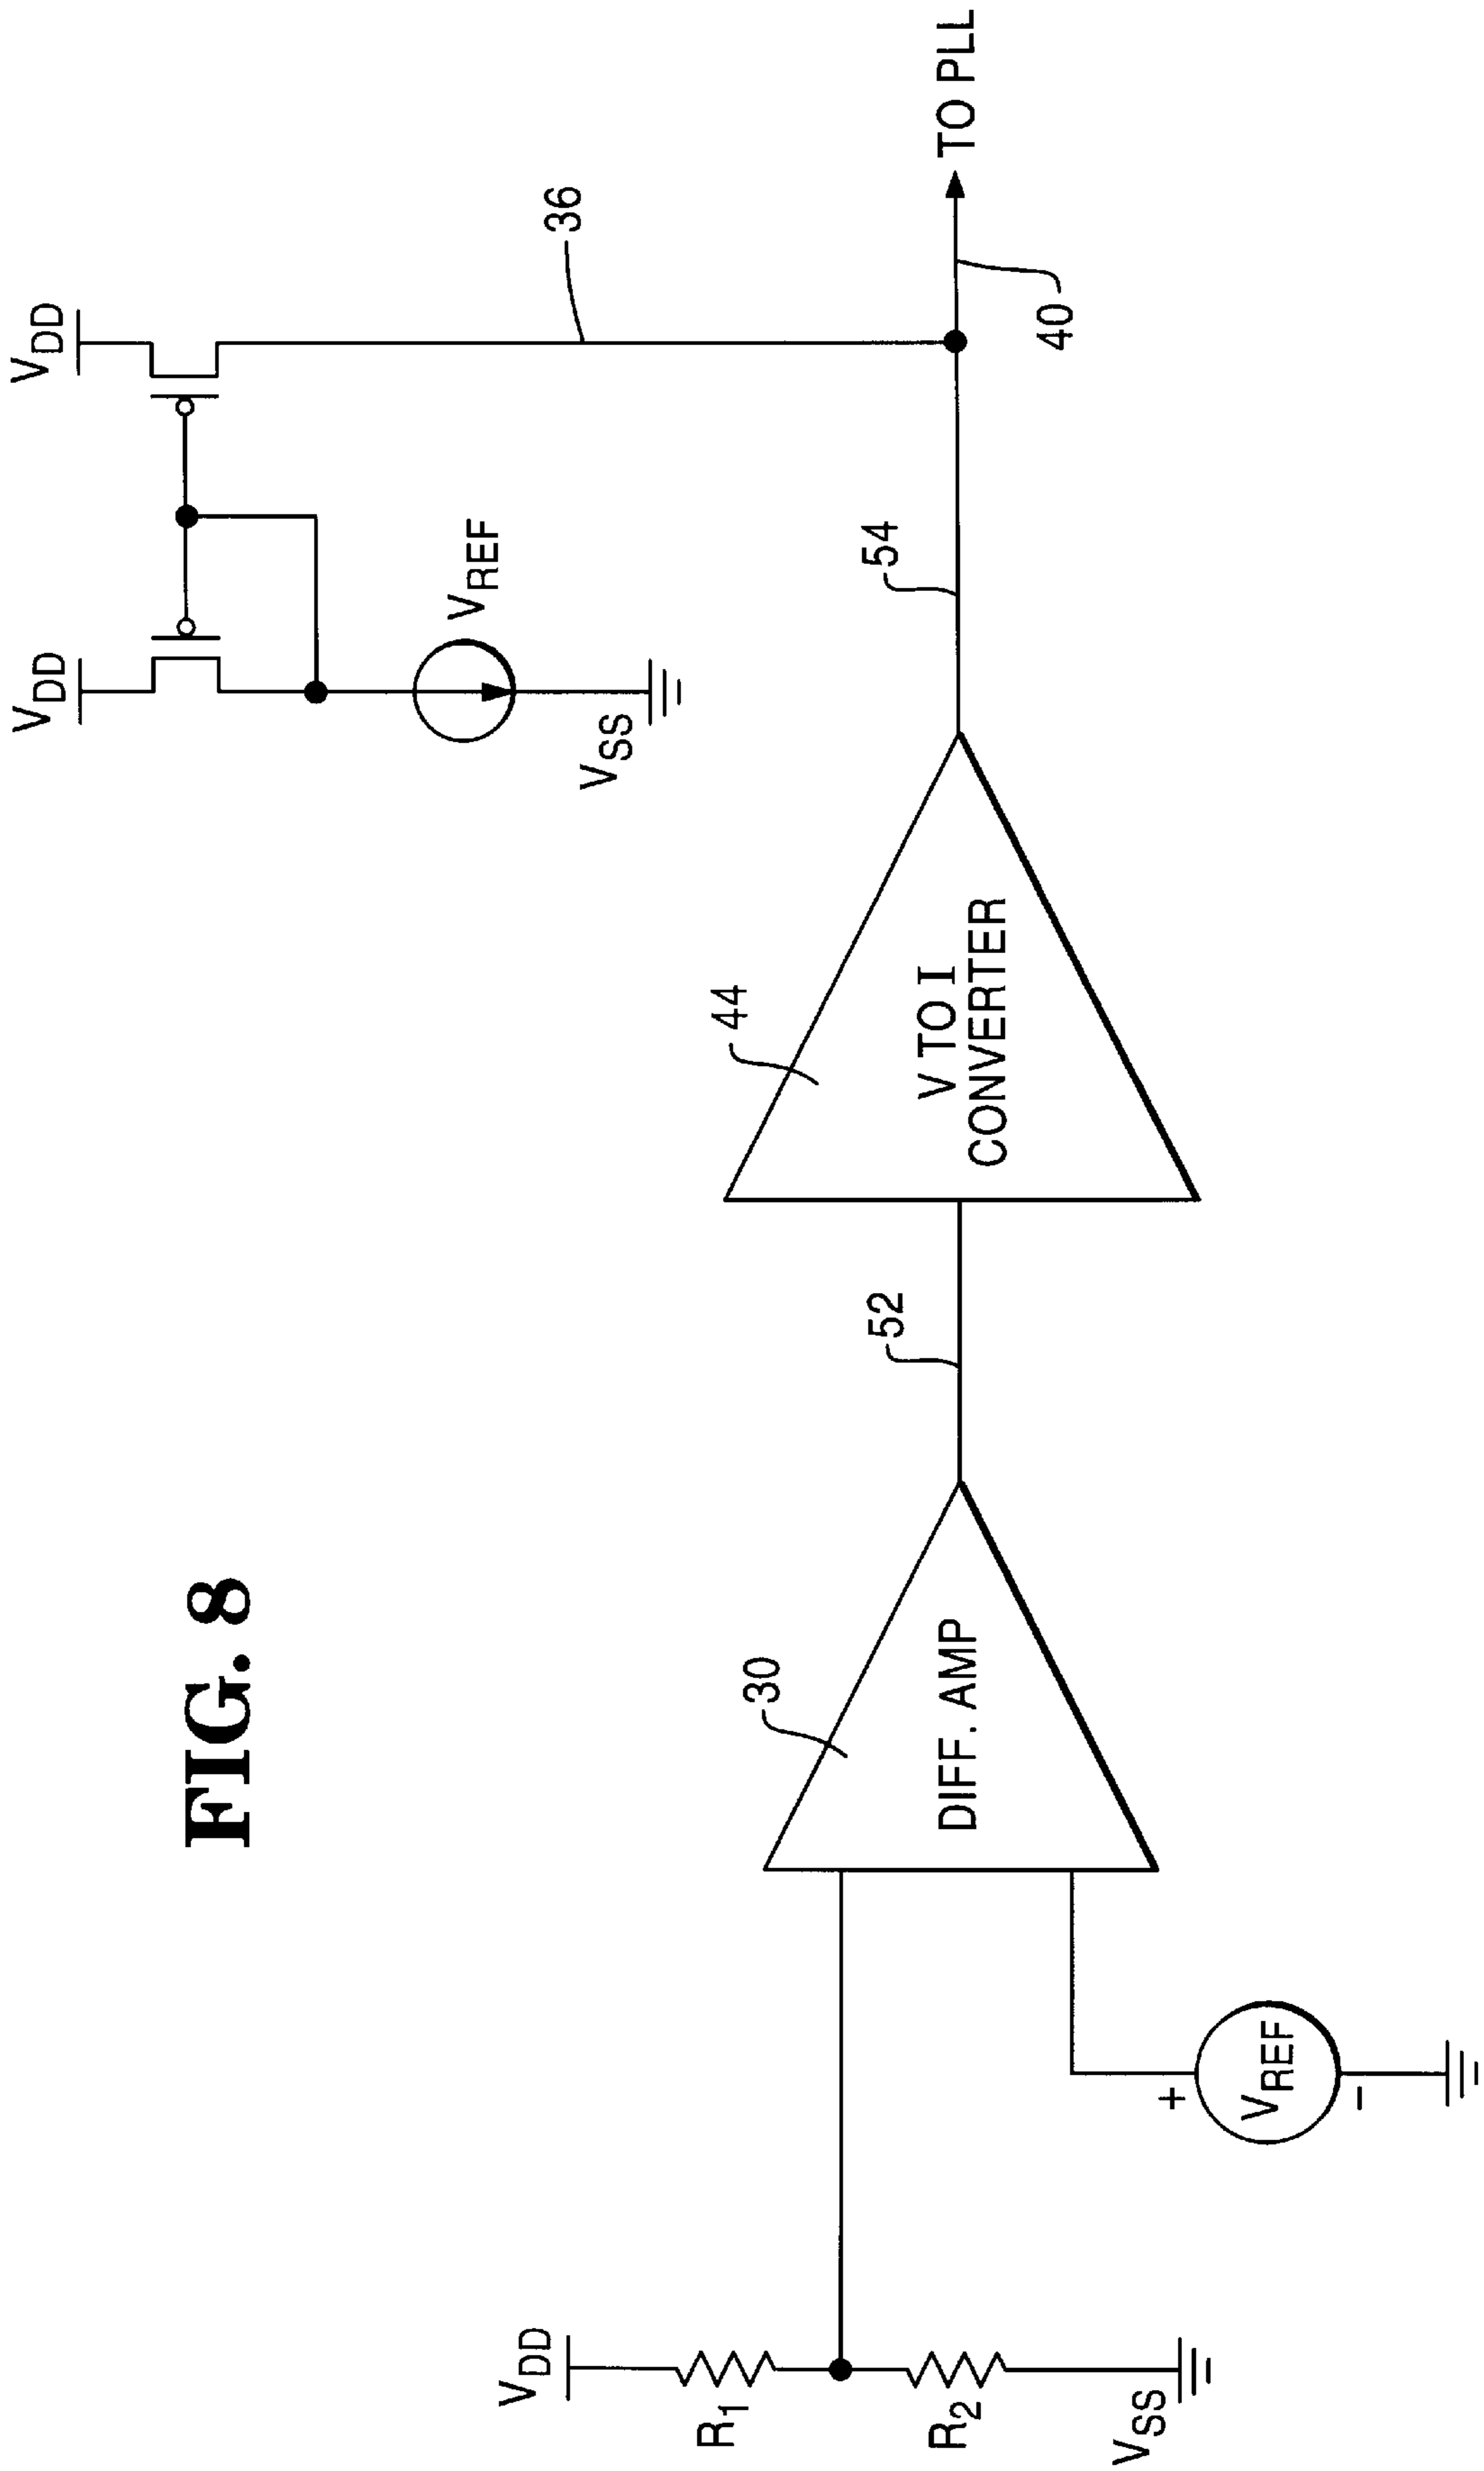 FIG. 8
VDD
VDD
36
VREF
VSS
54
TO PLL
40
44
V TO I
CONVERTER
52
30
DIFF. AMP
VDD
R1
R2
VSS
+
VREF
-